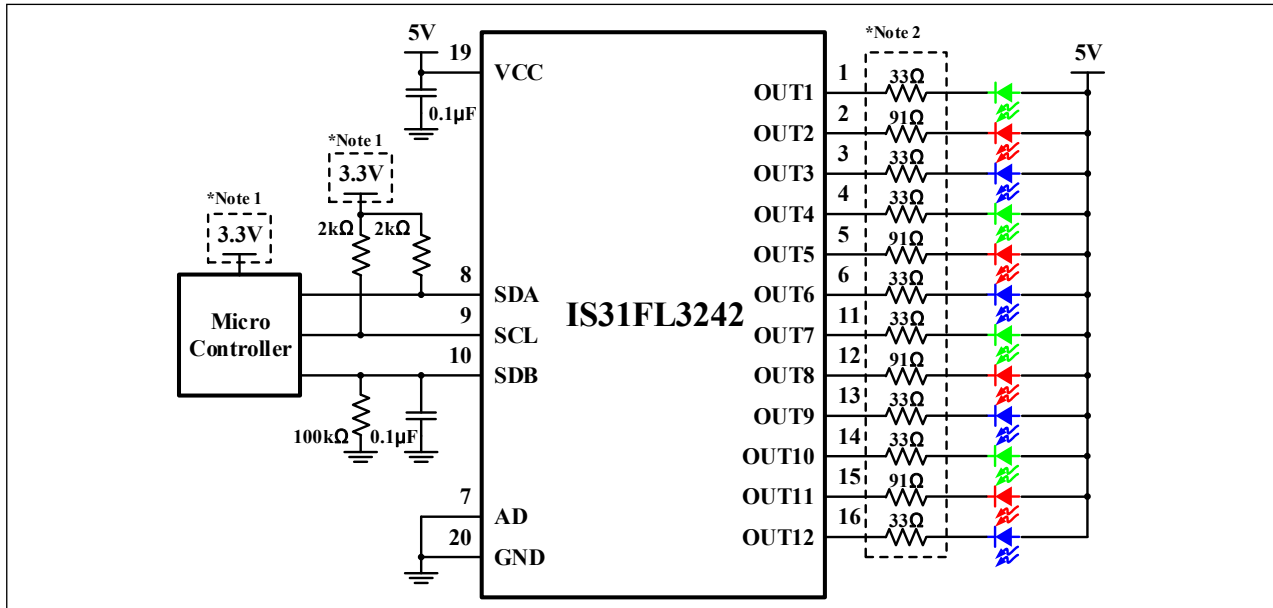 5V
19
VCC
0.1µF
*Note 1
3.3V
*Note 1
3.3V
2kΩ
2kΩ
Micro
Controller
8
SDA
9
SCL
10
SDB
100kΩ
0.1µF
7
AD
20
GND
IS31FL3242
*Note 2
5V
OUT1
1
33Ω
OUT2
2
91Ω
OUT3
3
33Ω
OUT4
4
33Ω
OUT5
5
91Ω
OUT6
6
33Ω
OUT7
11
33Ω
OUT8
12
91Ω
OUT9
13
33Ω
OUT10
14
33Ω
OUT11
15
91Ω
OUT12
16
33Ω